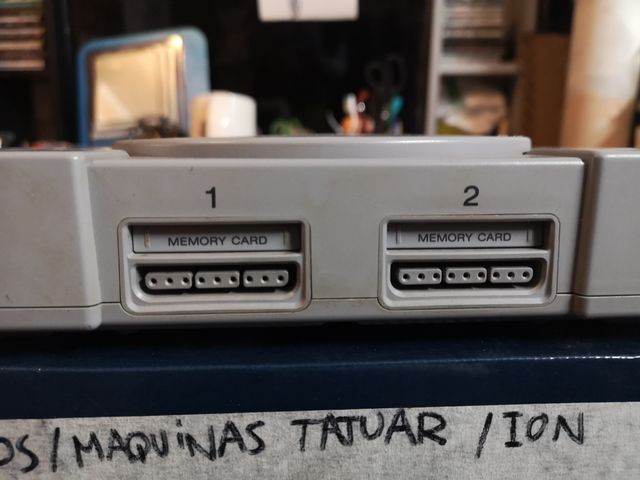 1 2
MEMORY CARD MEMORY CARD
OS/MAQUiNAS TATUAR /ION